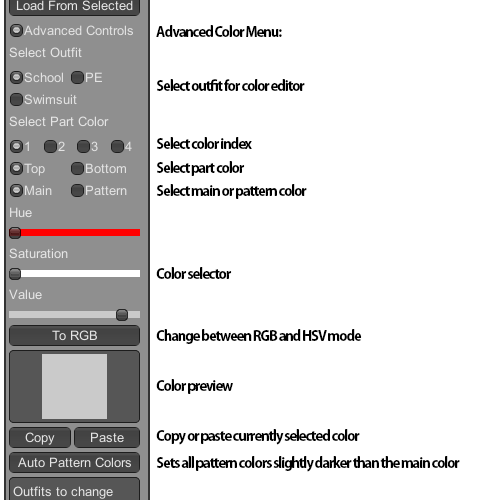 Load From Selected
Advanced Controls Advanced Color Menu:
Select Outfit
School PE Select outfit for color editor
Swimsuit
Select Part Color
1 2 3 4 Select color index
Top Bottom Select part color
Main Pattern Select main or pattern color
Hue
Saturation
Color selector
Value
To RGB Change between RGB and HSV mode
Color preview
Copy Paste Copy or paste currently selected color
Auto Pattern Colors Sets all pattern colors slightly darker than the main color
Outfits to change